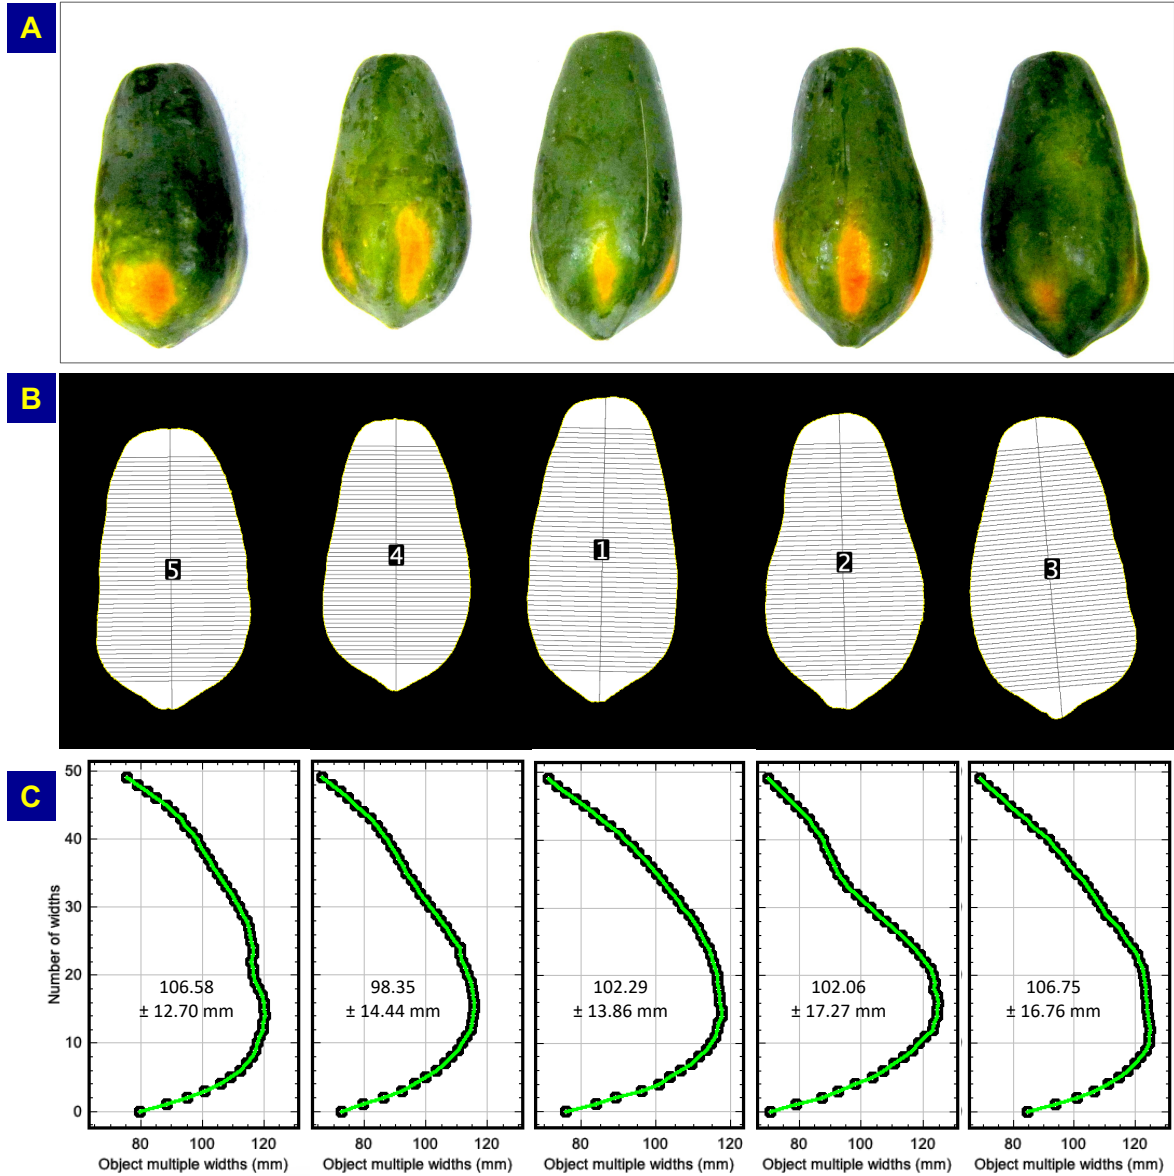 A
B
5
4
1
2
3
C
50
40
30
20
10
0
Number of widths
106.58
± 12.70 mm
98.35
± 14.44 mm
102.29
± 13.86 mm
102.06
± 17.27 mm
106.75
± 16.76 mm
80 100 120
80 100 120
80 100 120
80 100 120
80 100 120
Object multiple widths (mm)
Object multiple widths (mm)
Object multiple widths (mm)
Object multiple widths (mm)
Object multiple widths (mm)